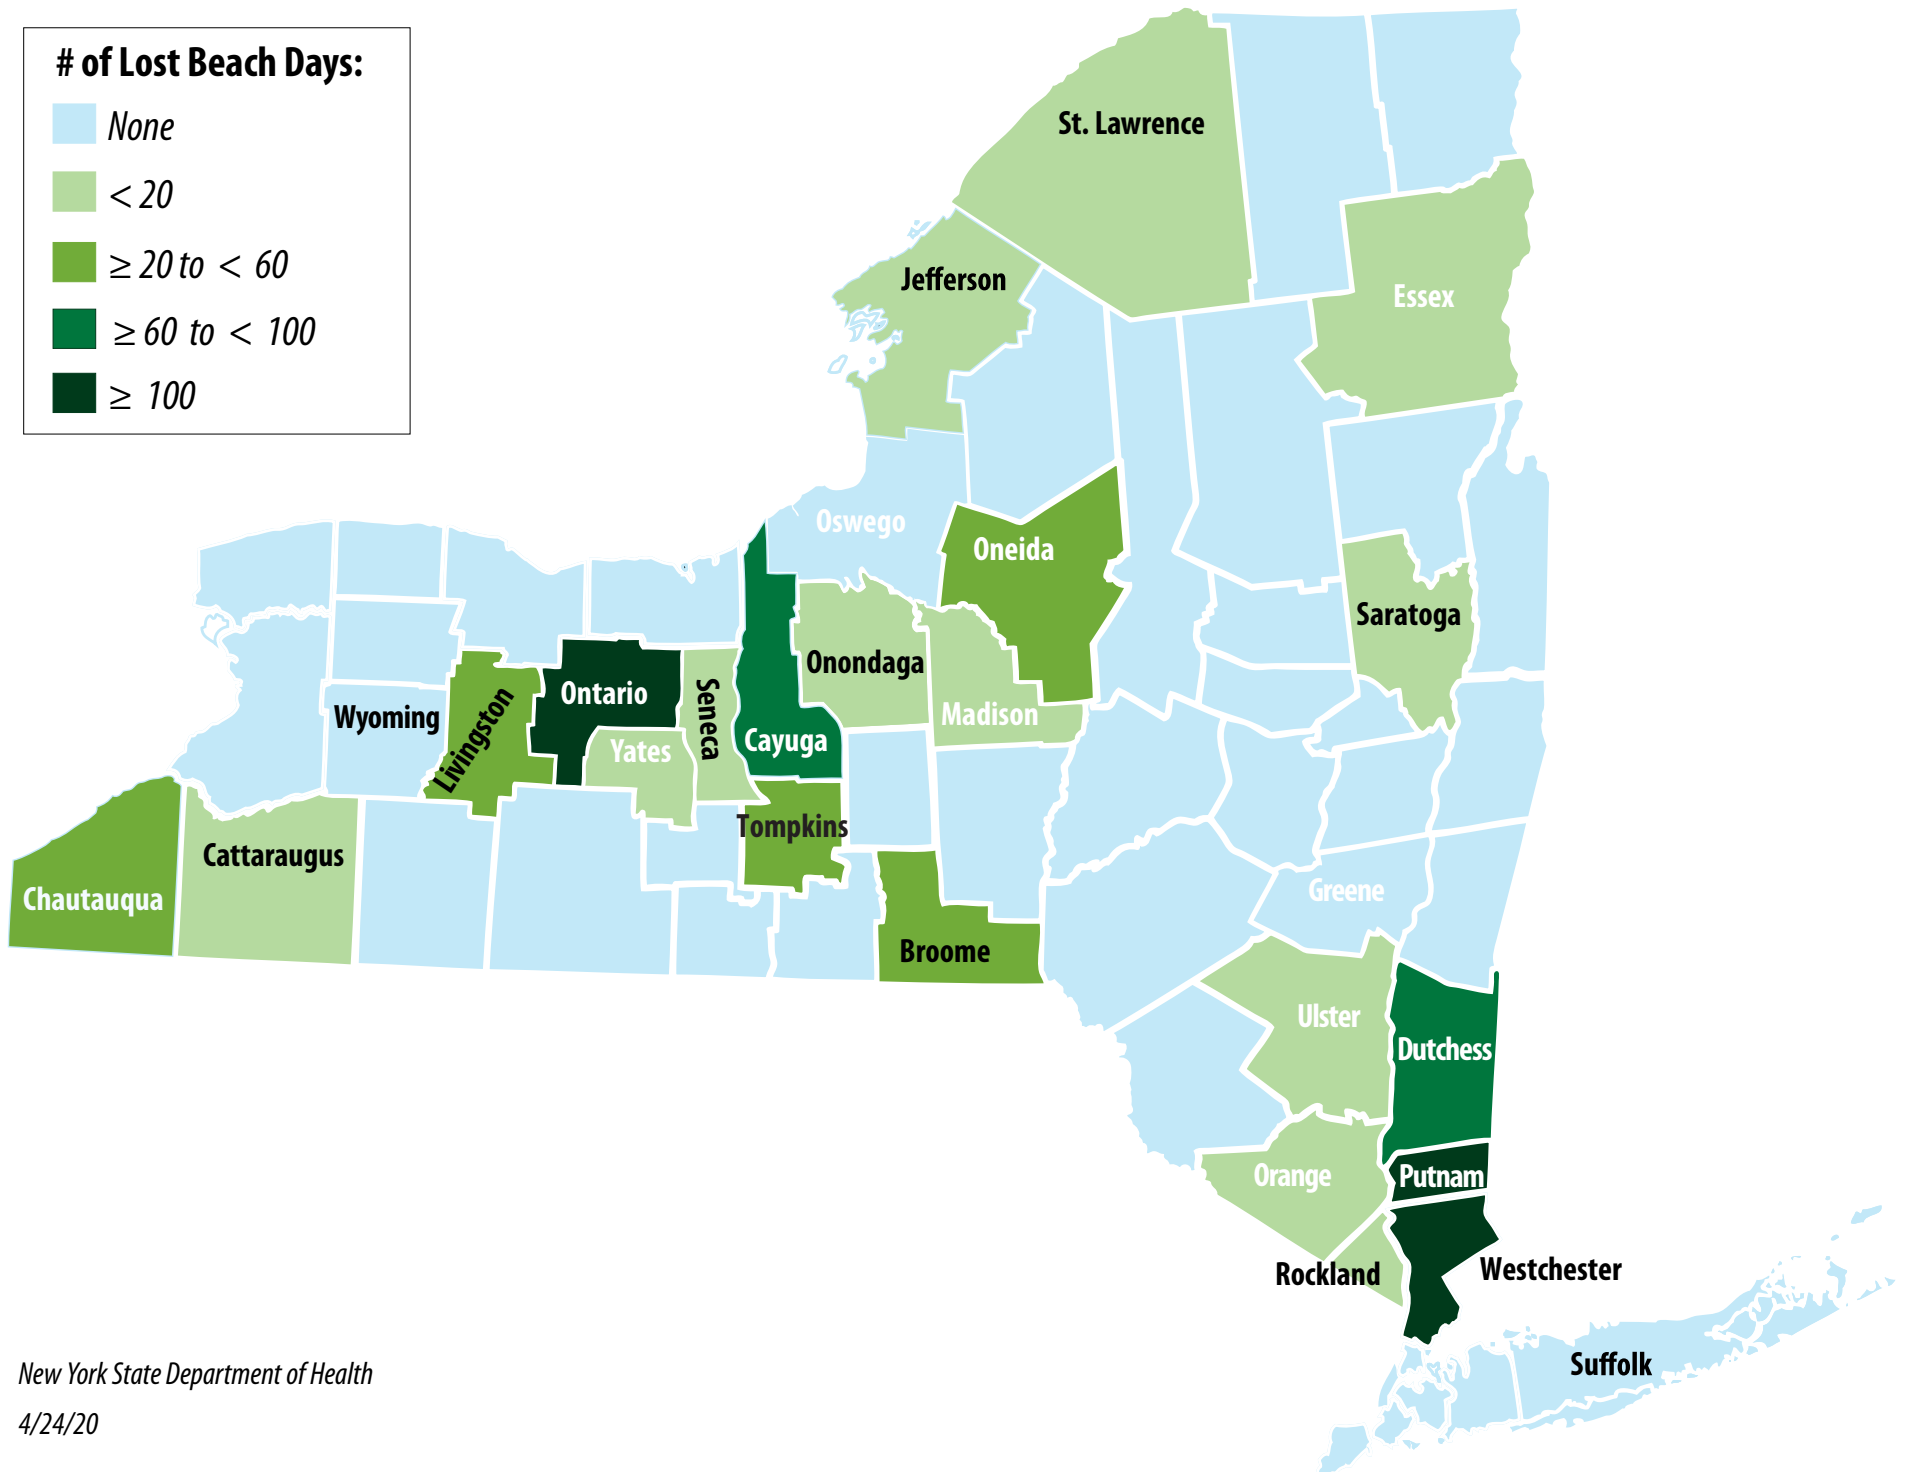 # of Lost Beach Days:
None
< 20
≥ 20 to < 60
≥ 60 to < 100
≥ 100
St. Lawrence
Jefferson
Essex
Oswego
Oneida
Saratoga
Onondaga
Ontario
Seneca
Wyoming
Livingston
Madison
Cayuga
Yates
Tompkins
Cattaraugus
Chautauqua
Greene
Broome
Ulster
Dutchess
Orange
Putnam
Rockland
Westchester
Suffolk
New York State Department of Health
4/24/20